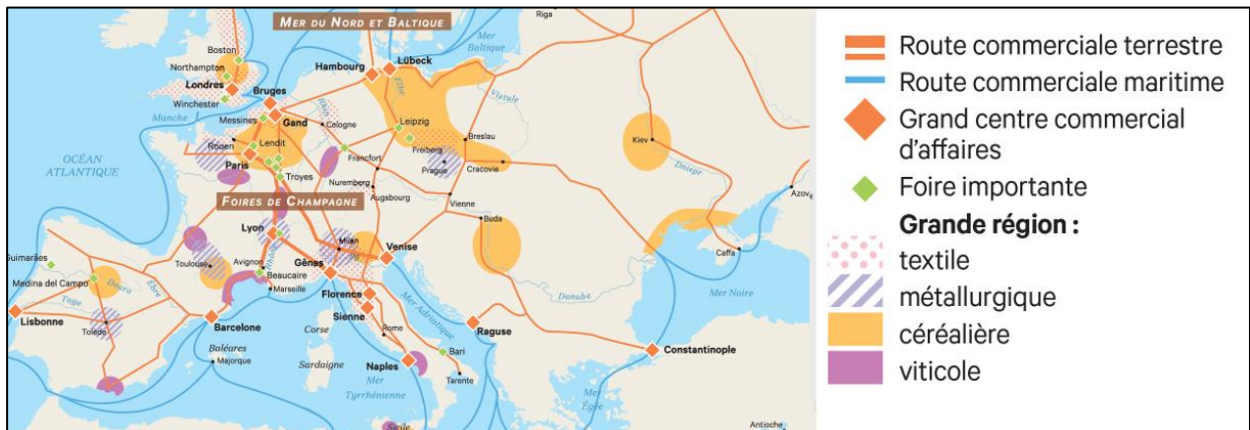 MER DU NORD ET BALTIQUE
Riga
Boston
Mer
Baltique
Northampton
Hambourg
Lübeck
Londres
Winchester
Bruges
Elbe
Vistule
Manche
Messines
Gand
Rhin
Cologne
Leipzig
Rouen
Lendit
Freiberg
Breslau
Kiev
OCÉAN
ATLANTIQUE
Paris
Francfort
Prague
Cracovie
Dniepr
Troyes
Nuremberg
Augsbourg
Azov
FOIRES DE CHAMPAGNE
Vienne
Buda
Lyon
Milan
Venise
Caffa
Guimarães
Toulouse
Avignon
Rhône
Gênes
Pô
Medina del Campo
Douro
Èbre
Beaucaire
Marseille
Florence
Mer Adriatique
Danube
Mer Noire
Tage
Sienne
Lisbonne
Tolède
Barcelone
Corse
Rome
Raguse
Baléares
Majorque
Sardaigne
Bari
Constantinople
Naples
Mer
Tyrrhénienne
Tarente
Mer
Égée
Sicile
Antioche
Route commerciale terrestre
Route commerciale maritime
Grand centre commercial
d'affaires
Foire importante
Grande région :
textile
métallurgique
céréalière
viticole